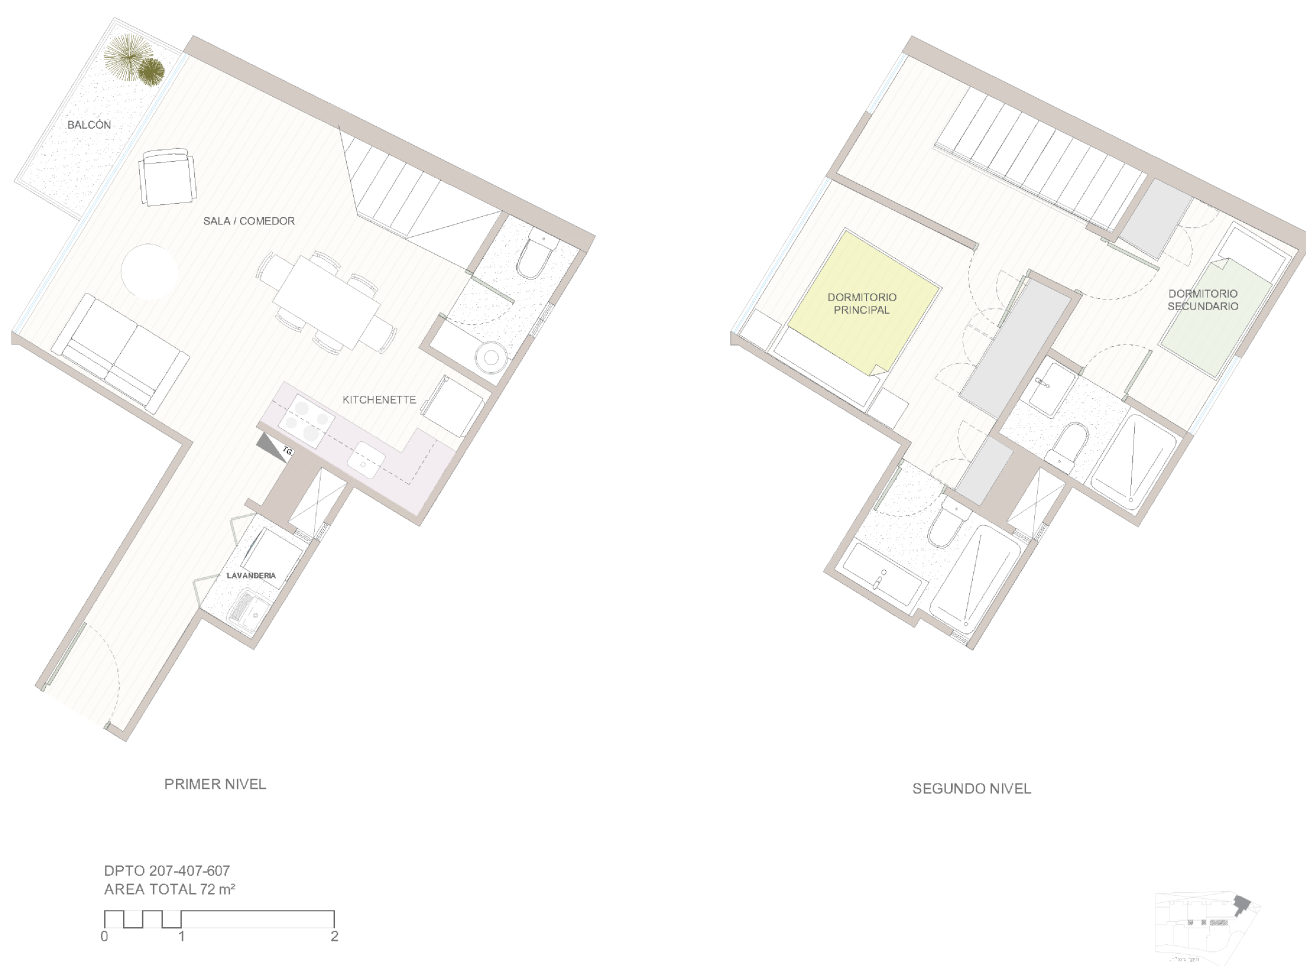 BALCÓN
SALA / COMEDOR
KITCHENETTE
TG.
LAVANDERIA
PRIMER NIVEL
DORMITORIO
PRINCIPAL
DORMITORIO
SECUNDARIO
SEGUNDO NIVEL
DPTO 207-407-607
AREA TOTAL 72 m²
0 1 2